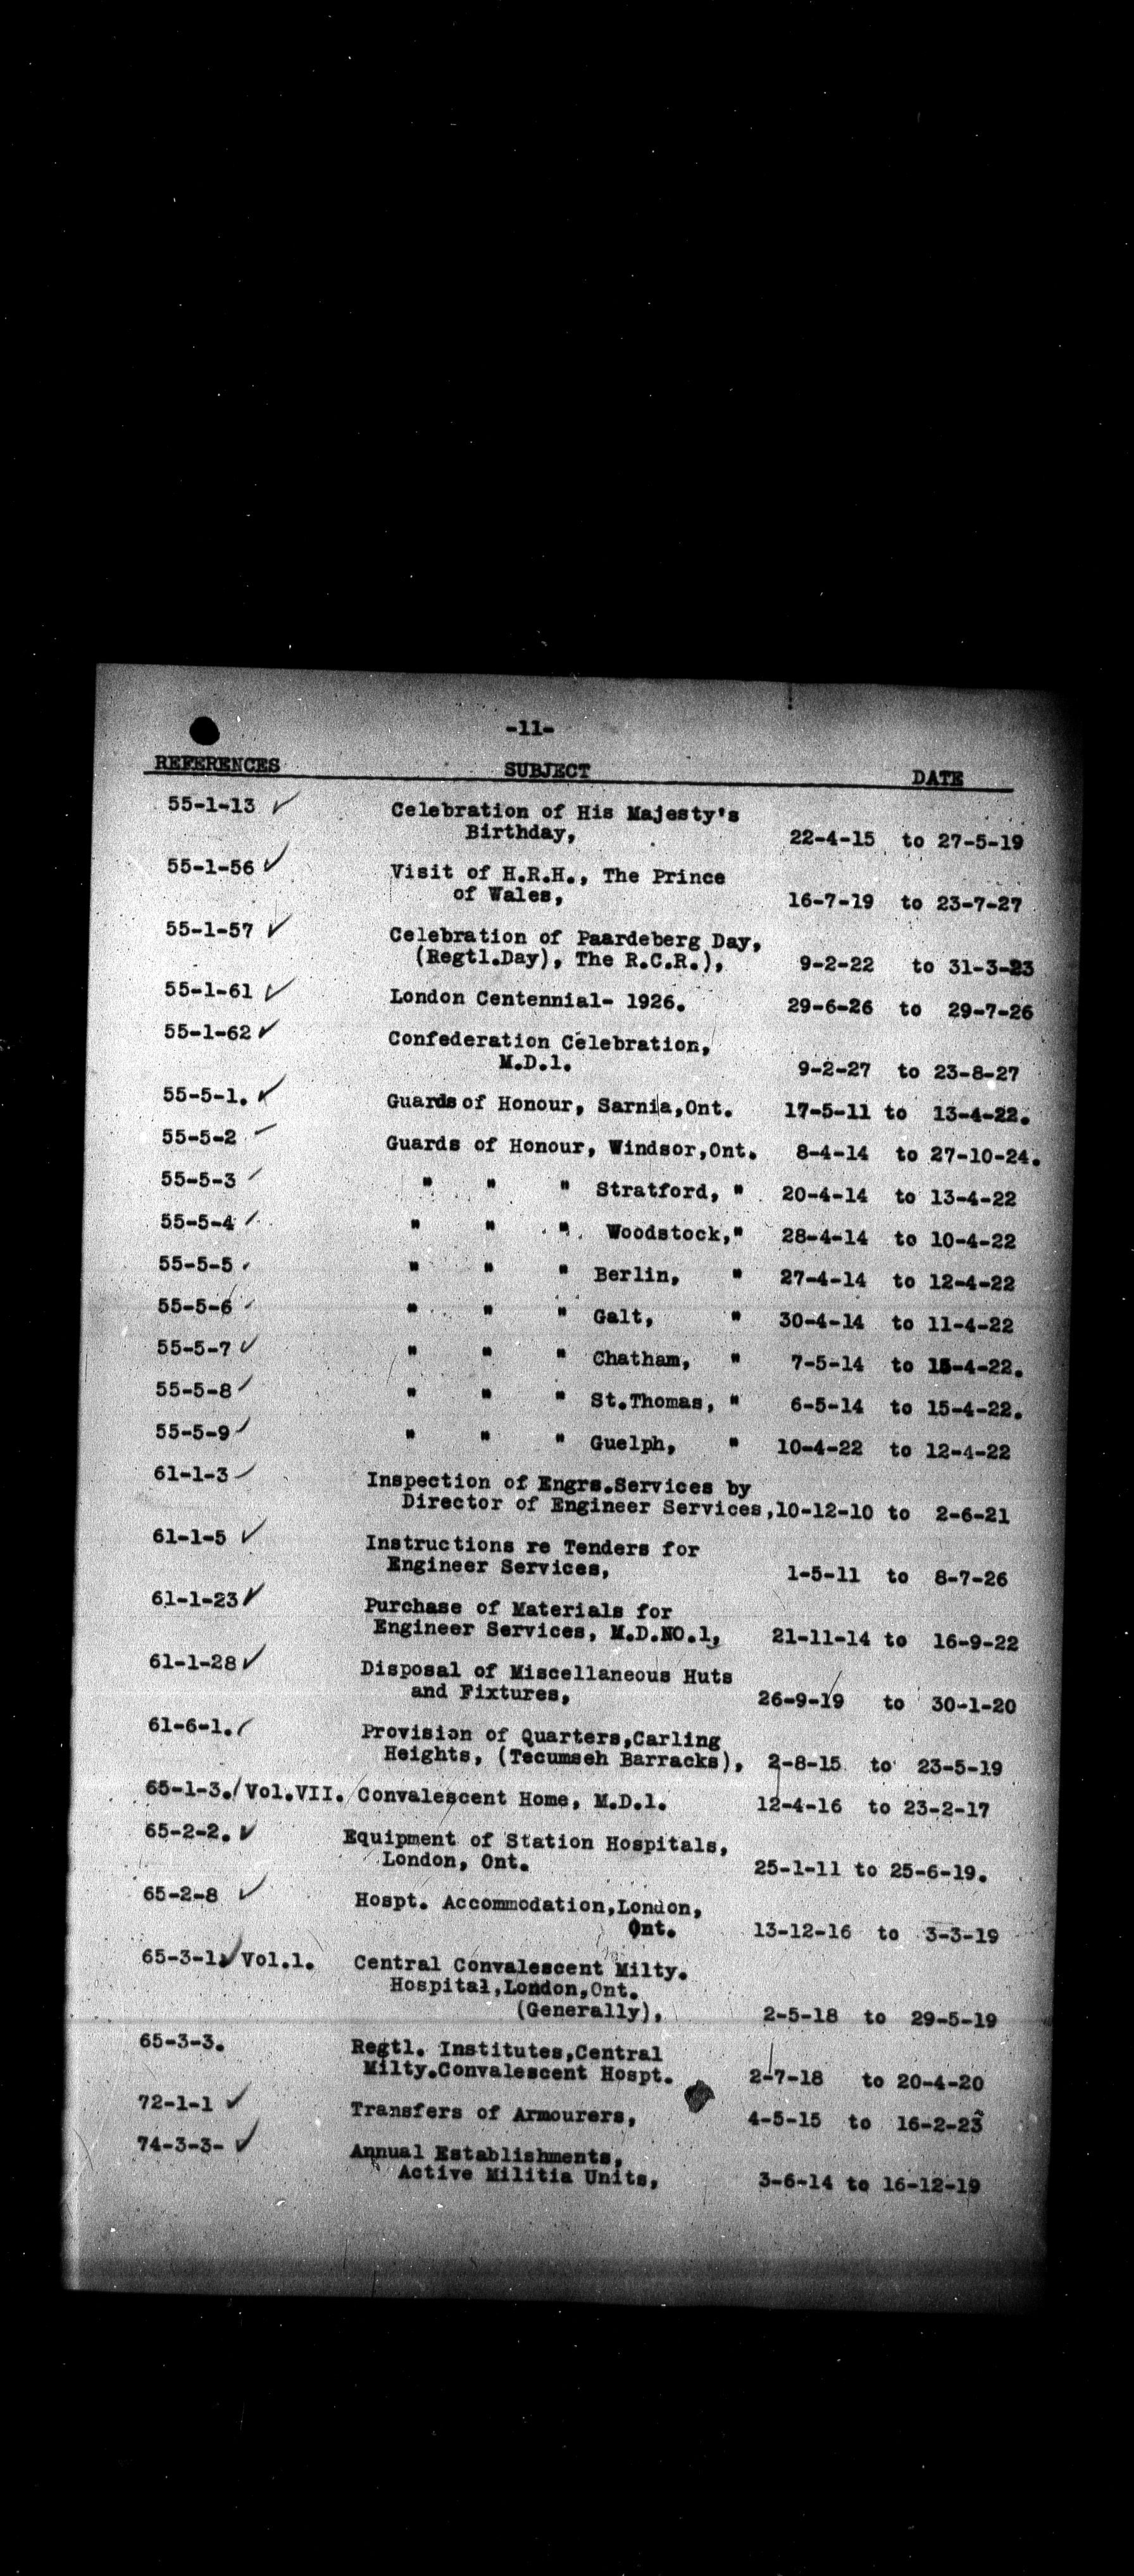 -11-
REFERENCES SUBJECT DATE
55-1-13 ✓ Celebration of His Majesty's
Birthday, 22-4-15 to 27-5-19
55-1-56 ✓ Visit of H.R.H., The Prince
of Wales, 16-7-19 to 23-7-27
55-1-57 ✓ Celebration of Paardeberg Day,
(Regtl.Day), The R.C.R.), 9-2-22 to 31-3-23
55-1-61 ✓ London Centennial- 1926. 29-6-26 to 29-7-26
55-1-62 ✓ Confederation Celebration,
M.D.1. 9-2-27 to 23-8-27
55-5-1. ✓ Guards of Honour, Sarnia,Ont. 17-5-11 to 13-4-22.
55-5-2 ✓ Guards of Honour, Windsor,Ont. 8-4-14 to 27-10-24.
55-5-3 ✓ " " " Stratford, " 20-4-14 to 13-4-22
55-5-4 ✓ " " " Woodstock," 28-4-14 to 10-4-22
55-5-5 ✓ " " " Berlin, " 27-4-14 to 12-4-22
55-5-6 ✓ " " " Galt, " 30-4-14 to 11-4-22
55-5-7 ✓ " " " Chatham, " 7-5-14 to 15-4-22.
55-5-8 ✓ " " " St.Thomas, " 6-5-14 to 15-4-22.
55-5-9 ✓ " " " Guelph, " 10-4-22 to 12-4-22
61-1-3 ✓ Inspection of Engrs.Services by
Director of Engineer Services,10-12-10 to 2-6-21
61-1-5 ✓ Instructions re Tenders for
Engineer Services, 1-5-11 to 8-7-26
61-1-23 ✓ Purchase of Materials for
Engineer Services, M.D.NO.1, 21-11-14 to 16-9-22
61-1-28 ✓ Disposal of Miscellaneous Huts
and Fixtures, 26-9-19 to 30-1-20
61-6-1. ✓ Provision of Quarters,Carling
Heights, (Tecumseh Barracks), 2-8-15 to 23-5-19
65-1-3. ✓ Vol.VII. Convalescent Home, M.D.1. 12-4-16 to 23-2-17
65-2-2. ✓ Equipment of Station Hospitals,
London, Ont. 25-1-11 to 25-6-19.
65-2-8 ✓ Hospt. Accommodation,London,
Ont. 13-12-16 to 3-3-19
65-3-1. ✓ Vol.1. Central Convalescent Milty.
Hospital,London,Ont.
(Generally), 2-5-18 to 29-5-19
65-3-3. Regtl. Institutes,Central
Milty.Convalescent Hospt. 2-7-18 to 20-4-20
72-1-1 ✓ Transfers of Armourers, 4-5-15 to 16-2-23
74-3-3- ✓ Annual Establishments,
Active Militia Units, 3-6-14 to 16-12-19